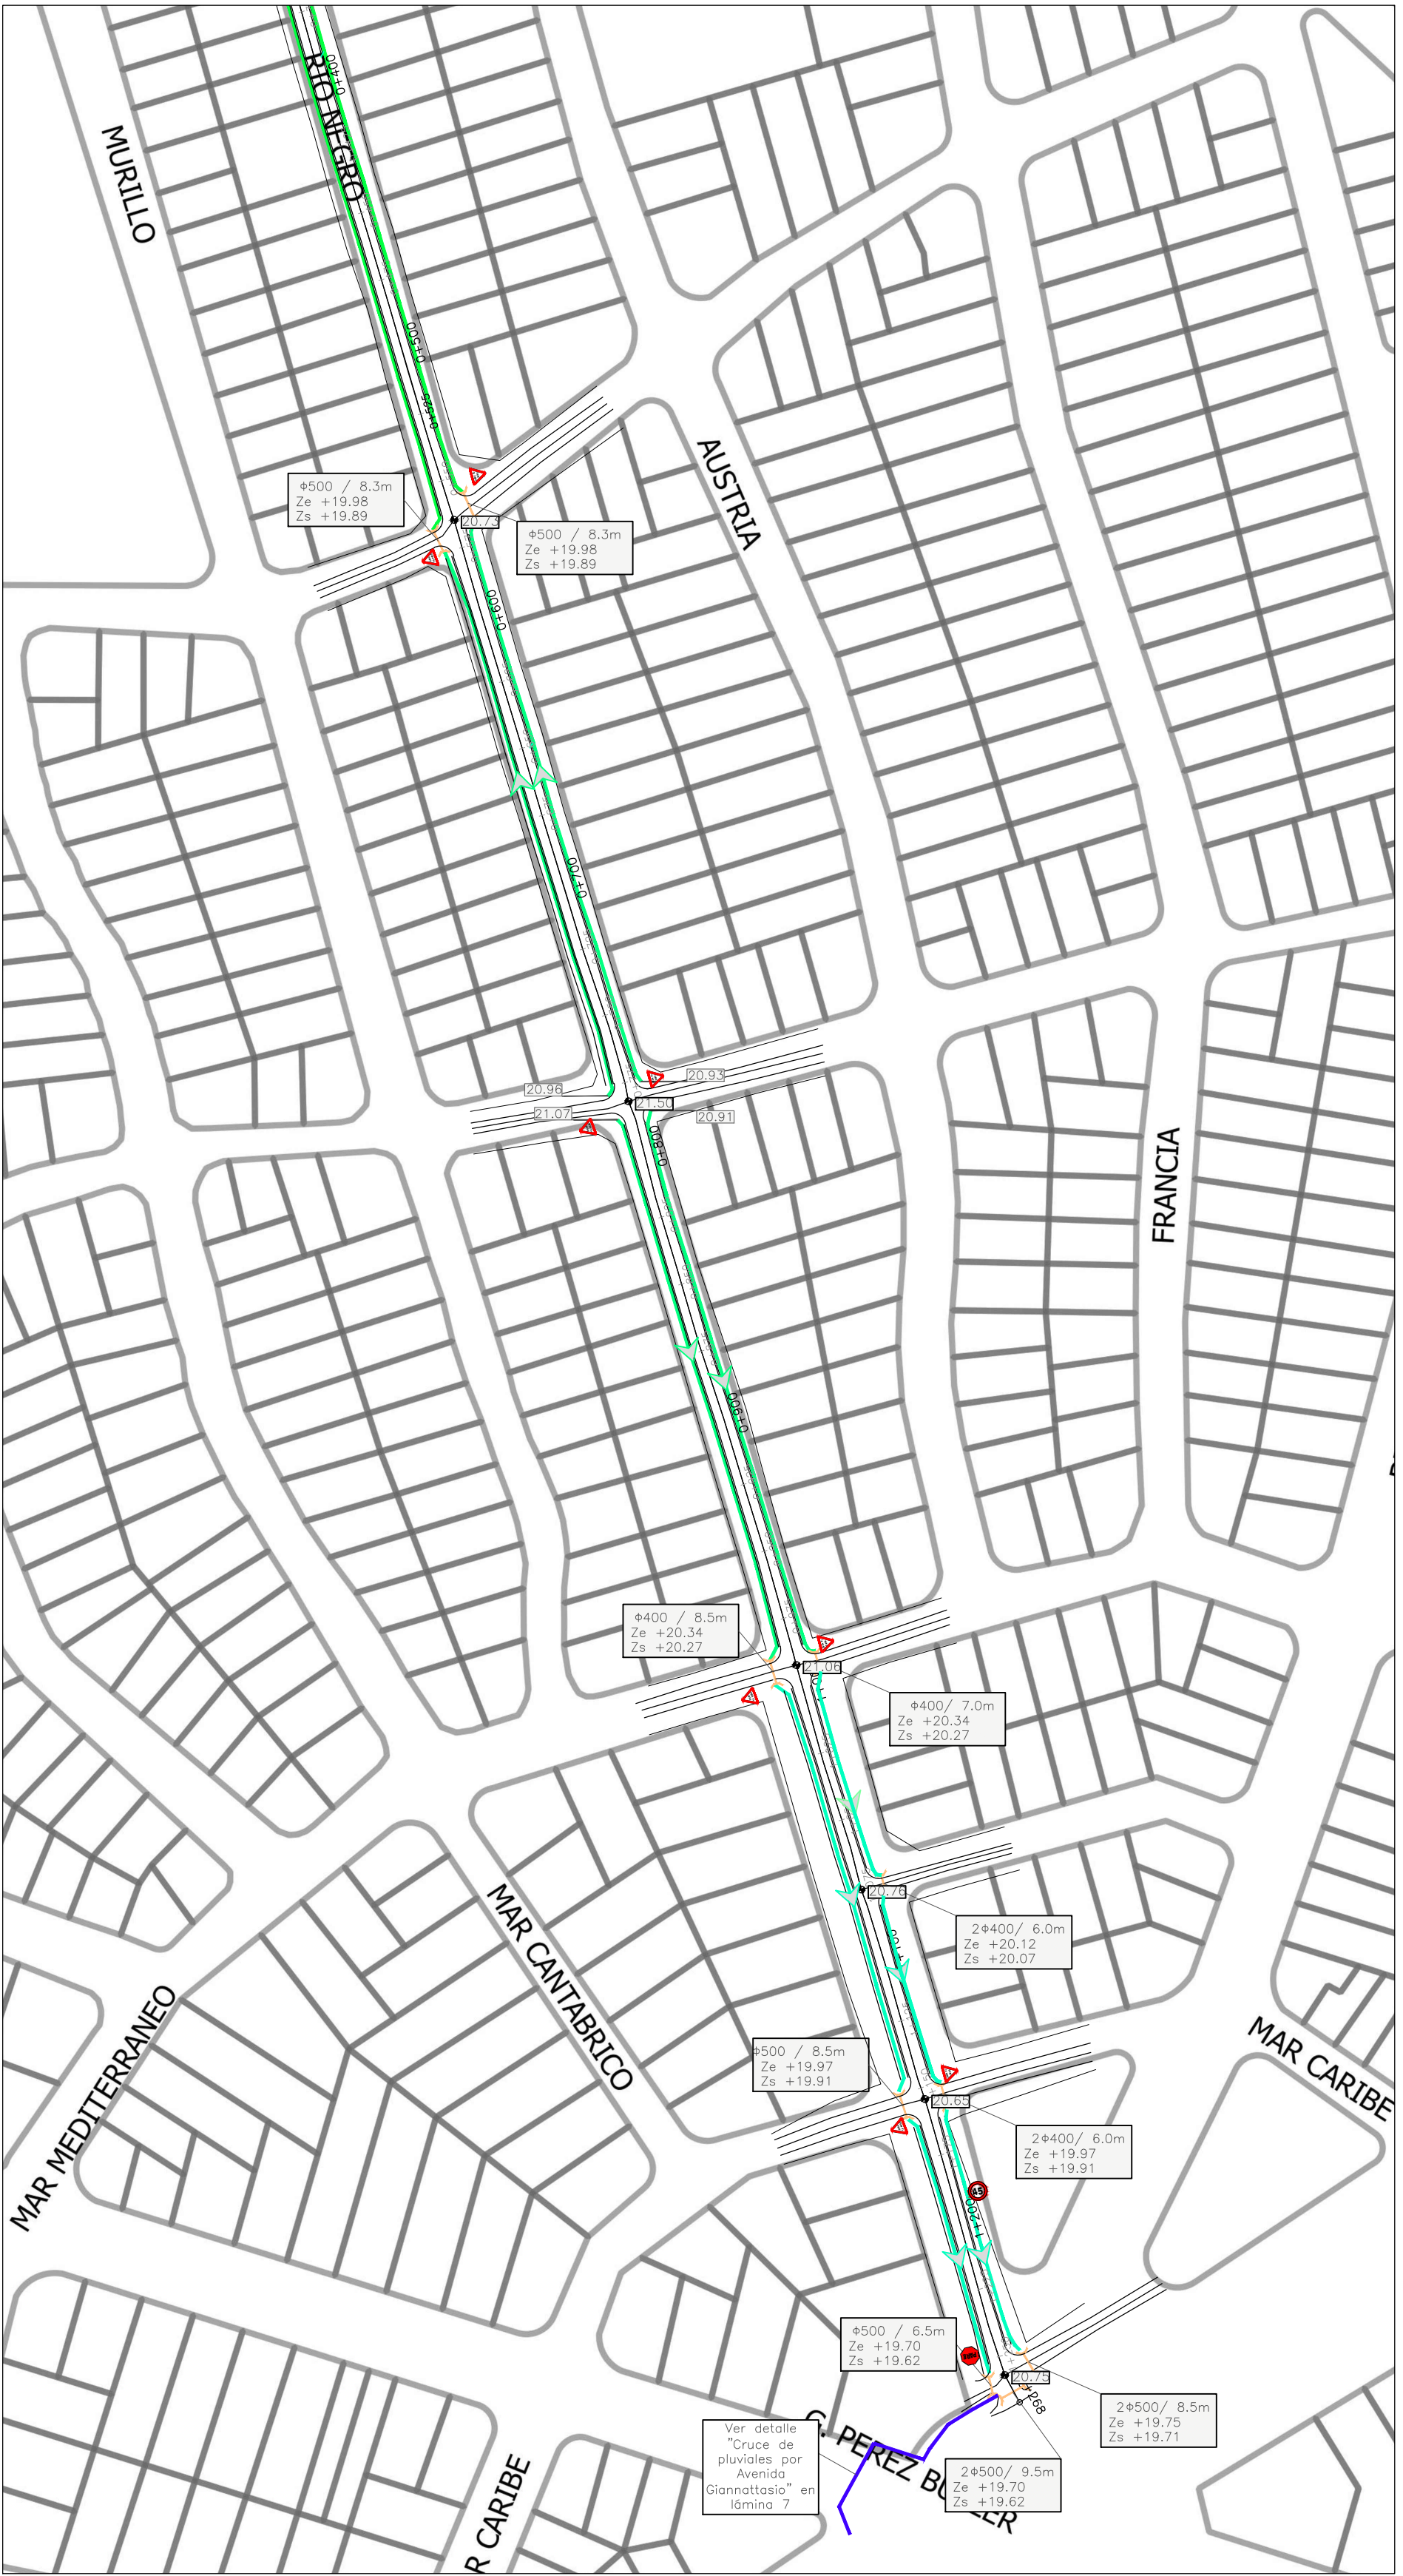 0+400
RIO NEGRO
MURILLO
0+500
0+525
AUSTRIA
Φ500 / 8.3m
Ze +19.98
Zs +19.89
20.73
Φ500 / 8.3m
Ze +19.98
Zs +19.89
0+600
0+700
20.96
20.93
21.50
21.07
20.91
0+800
FRANCIA
0+900
Φ400 / 8.5m
Ze +20.34
Zs +20.27
21.06
Φ400/ 7.0m
Ze +20.34
Zs +20.27
20.76
2Φ400/ 6.0m
Ze +20.12
Zs +20.07
MAR CANTABRICO
MAR MEDITERRANEO
MAR CARIBE
Φ500 / 8.5m
Ze +19.97
Zs +19.91
20.65
2Φ400/ 6.0m
Ze +19.97
Zs +19.91
45
1+200
Φ500 / 6.5m
Ze +19.70
Zs +19.62
20.75
2Φ500/ 8.5m
Ze +19.75
Zs +19.71
Ver detalle
"Cruce de
pluviales por
Avenida
Giannattasio" en
lámina 7
2Φ500/ 9.5m
Ze +19.70
Zs +19.62
G. PEREZ
R CARIBE